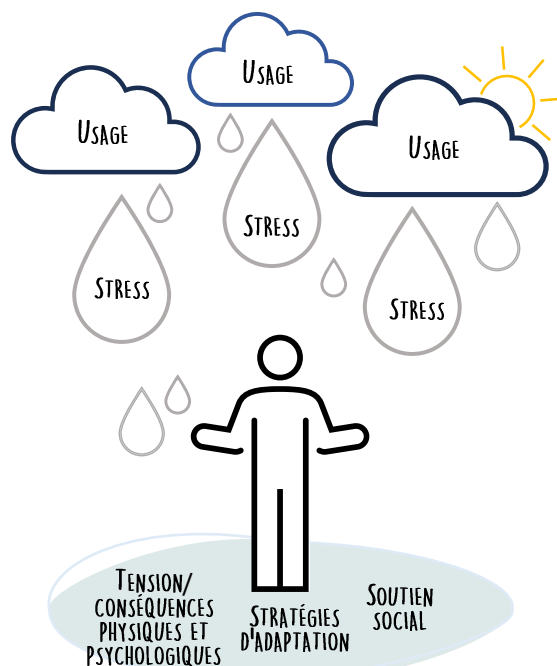 Usage
Usage
Usage
Stress
Stress
Stress
Tension/
conséquences
physiques et
psychologiques
Stratégies
d'adaptation
Soutien
social